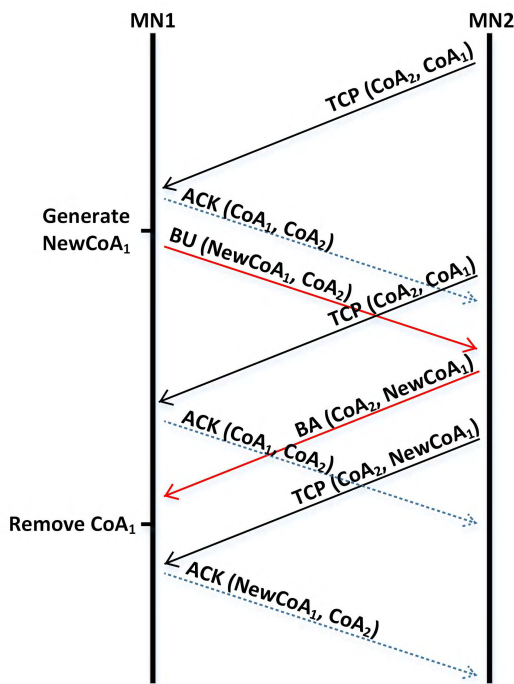 MN1
MN2
TCP (CoA₂, CoA₁)
ACK (CoA₁, CoA₂)
Generate
NewCoA₁
BU (NewCoA₁, CoA₂)
TCP (CoA₂, CoA₁)
BA (CoA₂, NewCoA₁)
ACK (CoA₁, CoA₂)
TCP (CoA₂, NewCoA₁)
Remove CoA₁
ACK (NewCoA₁, CoA₂)